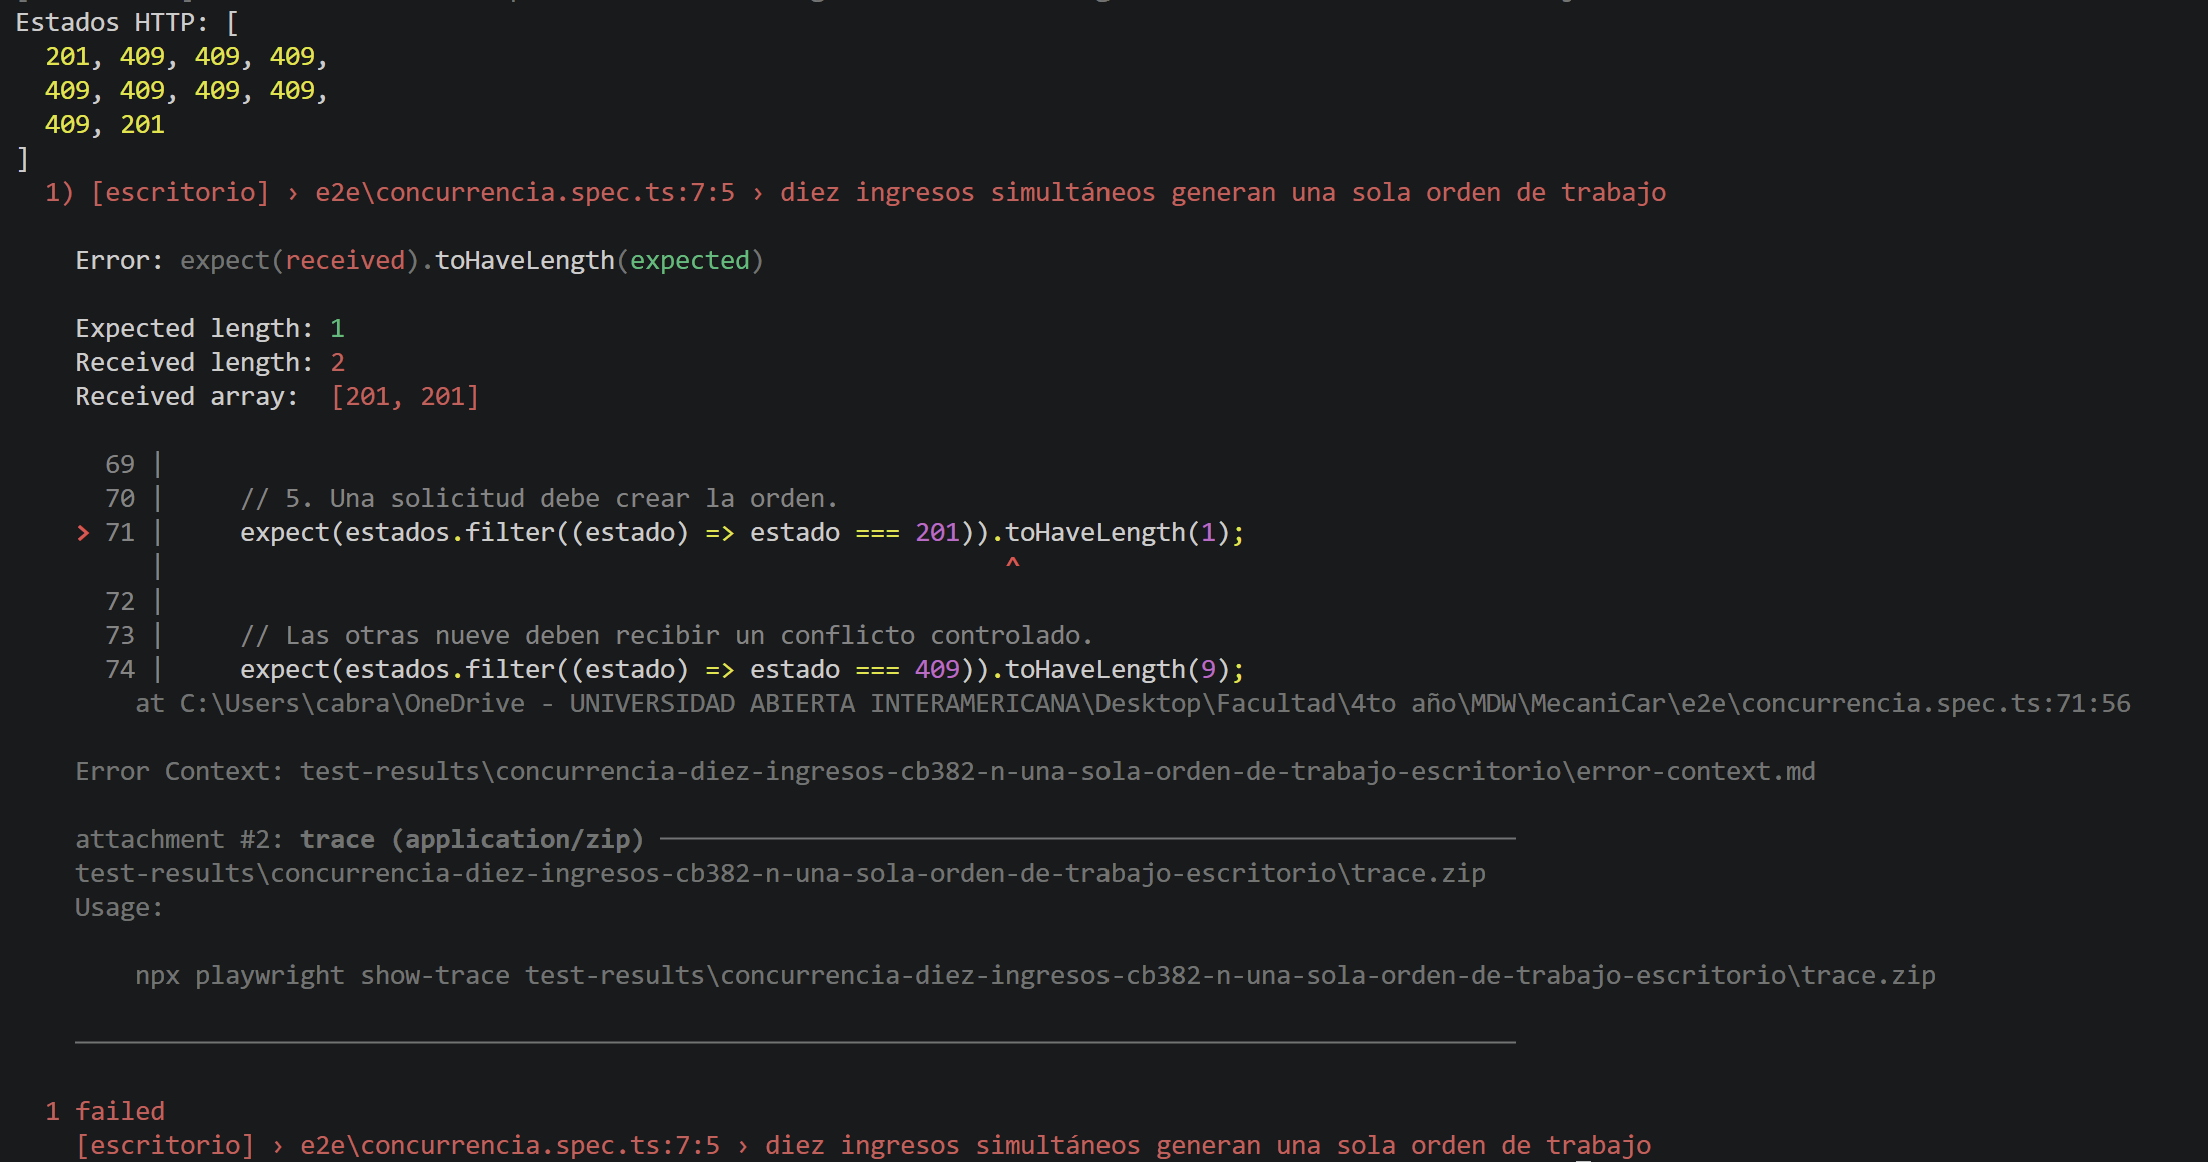 Estados HTTP: [
201, 409, 409, 409,
409, 409, 409, 409,
409, 201
]
1) [escritorio] › e2e\concurrencia.spec.ts:7:5 › diez ingresos simultáneos generan una sola orden de trabajo
Error: expect(received).toHaveLength(expected)
Expected length: 1
Received length: 2
Received array:  [201, 201]
69 |
70 |     // 5. Una solicitud debe crear la orden.
> 71 |     expect(estados.filter((estado) => estado === 201)).toHaveLength(1);
|                                                        ^
72 |
73 |     // Las otras nueve deben recibir un conflicto controlado.
74 |     expect(estados.filter((estado) => estado === 409)).toHaveLength(9);
at C:\Users\cabra\OneDrive - UNIVERSIDAD ABIERTA INTERAMERICANA\Desktop\Facultad\4to año\MDW\MecaniCar\e2e\concurrencia.spec.ts:71:56
Error Context: test-results\concurrencia-diez-ingresos-cb382-n-una-sola-orden-de-trabajo-escritorio\error-context.md
attachment #2: trace (application/zip) ─────────────────────────────────────────────────────────
test-results\concurrencia-diez-ingresos-cb382-n-una-sola-orden-de-trabajo-escritorio\trace.zip
Usage:
npx playwright show-trace test-results\concurrencia-diez-ingresos-cb382-n-una-sola-orden-de-trabajo-escritorio\trace.zip
1 failed
[escritorio] › e2e\concurrencia.spec.ts:7:5 › diez ingresos simultáneos generan una sola orden de trabajo